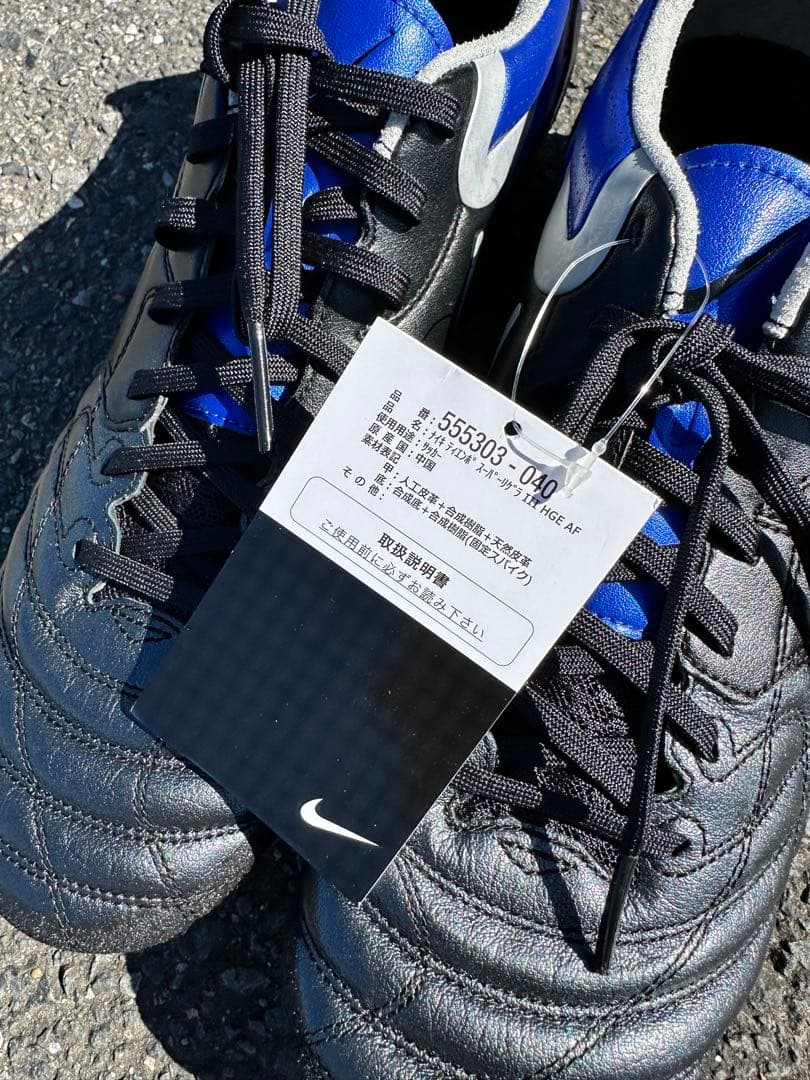 品　番：555303 - 040
品　名：ナイキ ティエンポ スーパーリゲラ エリ HGE AF
使用用途：サッカー
原 産 国：中国
素材表記：
甲：人工皮革＋合成樹脂＋天然皮革
底：合成底＋合成樹脂(固定スパイク)
その他：-
取扱説明書
ご使用前に必ずお読み下さい